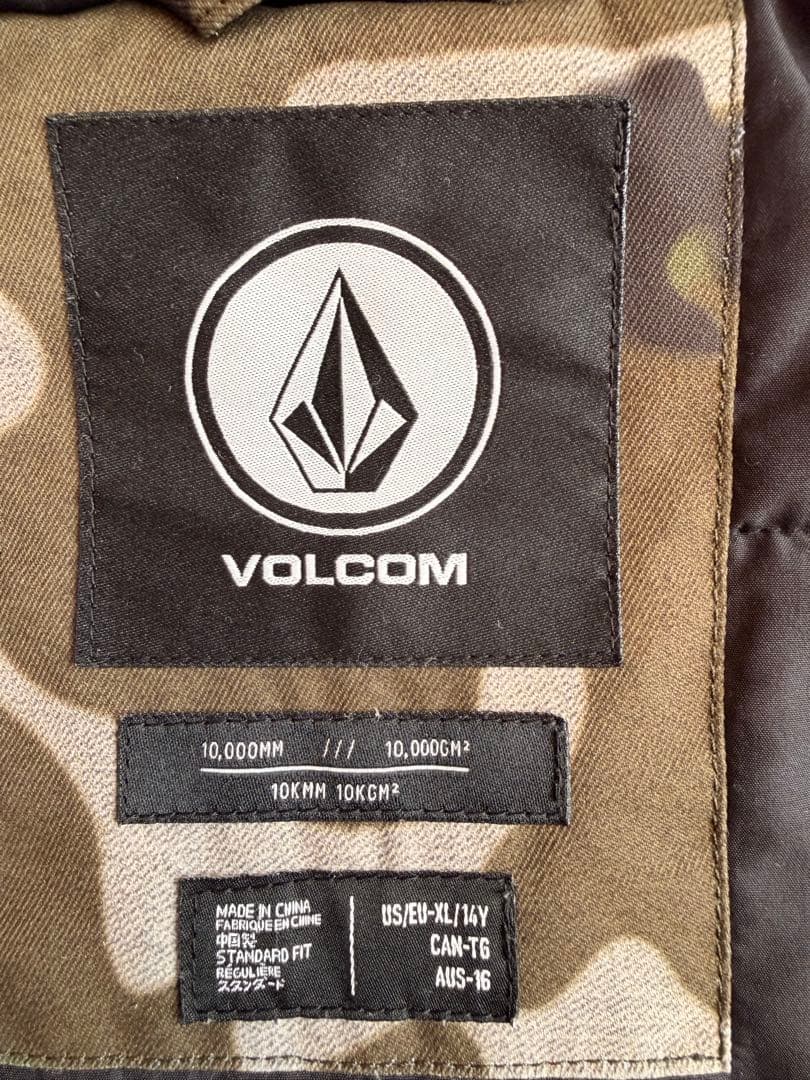 VOLCOM
10,000MM /// 10,000GM²
10KMM 10KGM²
MADE IN CHINA
FABRIQUÉ EN CHINE
中国製
STANDARD FIT
RÉGULIÈRE
スタンダード
US/EU-XL/14Y
CAN-TG
AUS-16